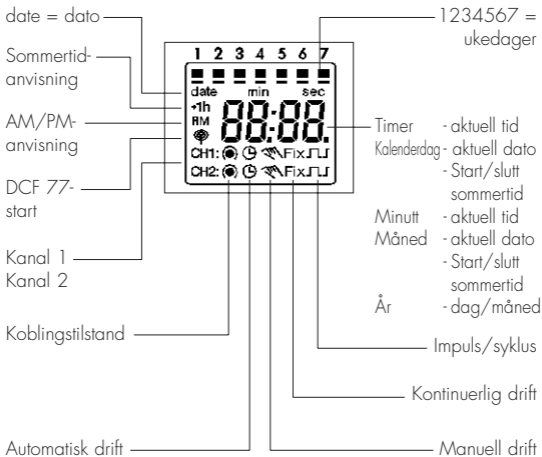 date = dato
Sommertid-
anvisning
AM/PM-
anvisning
DCF 77-
start
Kanal 1
Kanal 2
Koblingstilstand
Automatisk drift
1 2 3 4 5 6 7
date min sec
+1h
AM 88:88.
CH1: Fix
CH2: Fix
1234567 =
ukedager
Timer - aktuell tid
Kalenderdag - aktuell dato
- Start/slutt
sommertid
Minutt - aktuell tid
Måned - aktuell dato
- Start/slutt
sommertid
År - dag/måned
Impuls/syklus
Kontinuerlig drift
Manuell drift